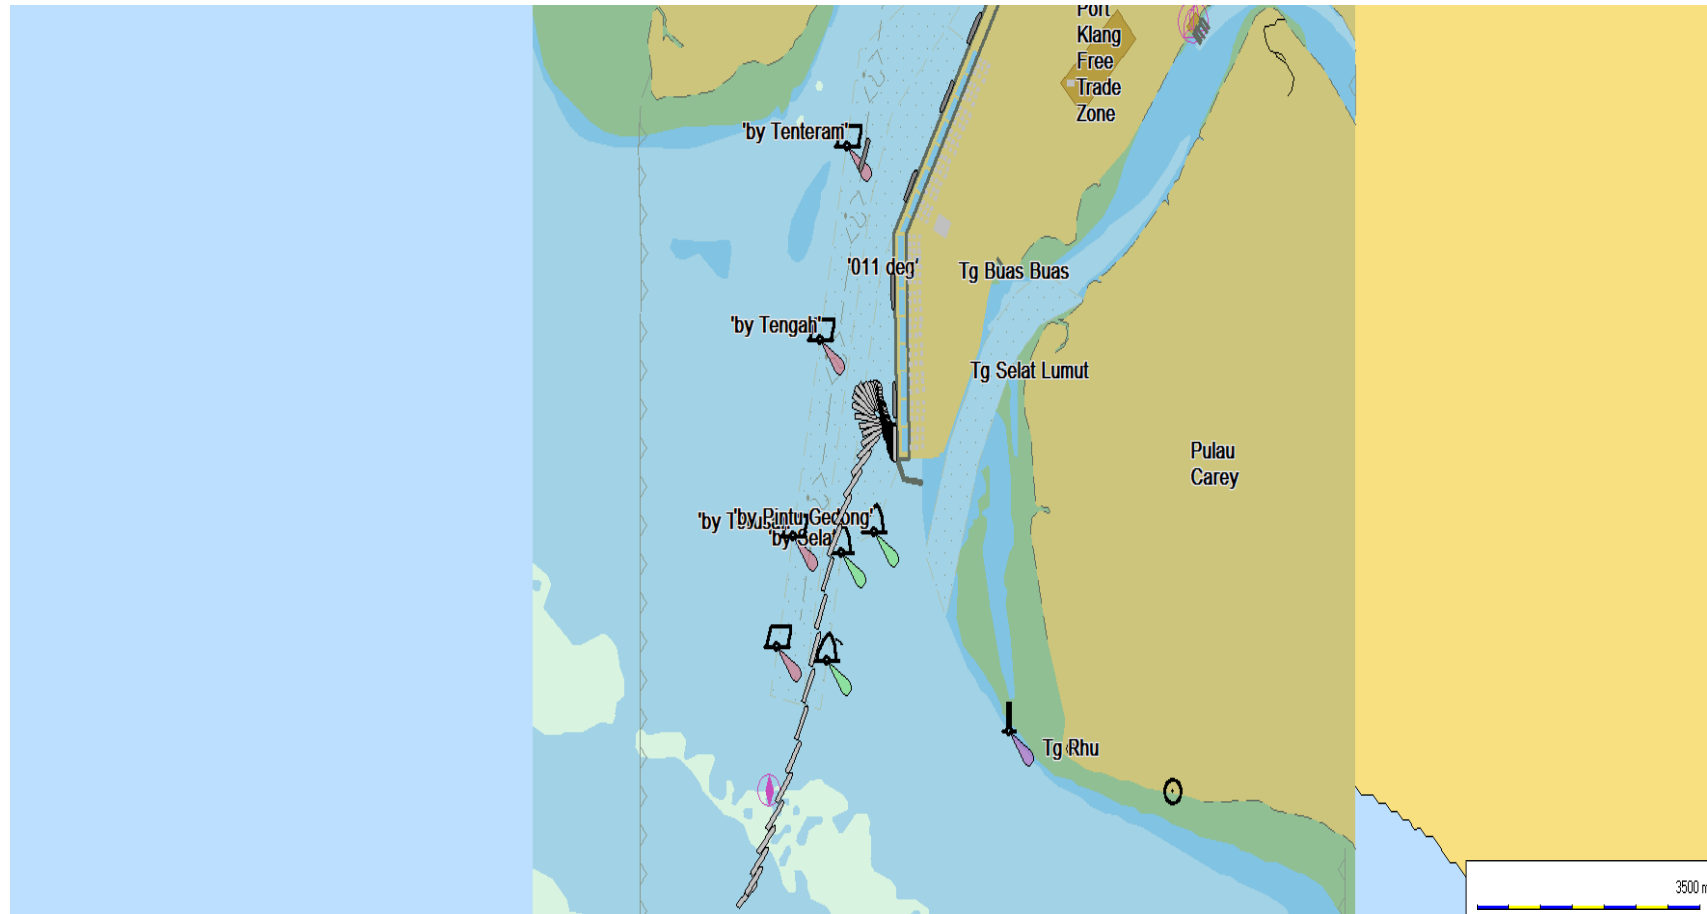 Port
Klang
Free
Trade
Zone
'by Tenteram'
'011 deg'
Tg Buas Buas
'by Tengah'
Tg Selat Lumut
Pulau
Carey
'by Pintu Gedong'
'by Selat
Tg Rhu
3500 m